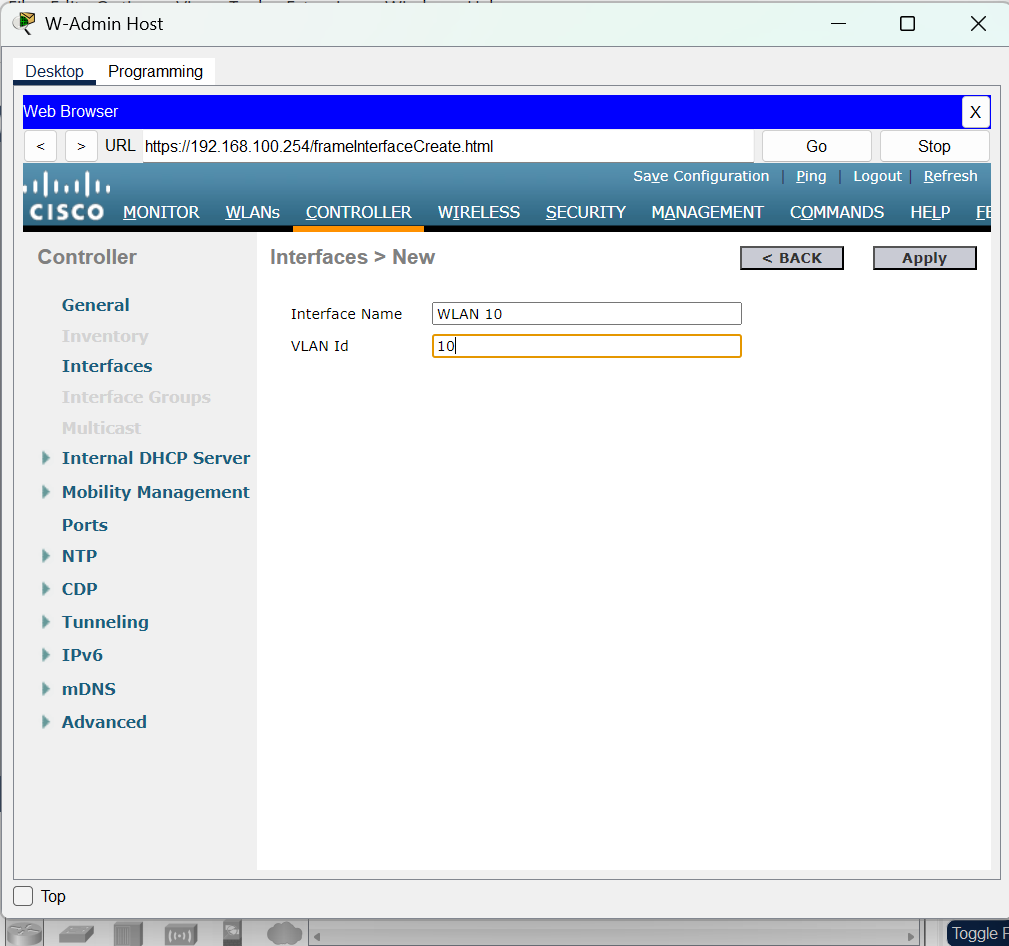 W-Admin Host
Desktop Programming
Web Browser X
< > URL https://192.168.100.254/frameInterfaceCreate.html Go Stop
Save Configuration | Ping | Logout | Refresh
CISCO MONITOR WLANs CONTROLLER WIRELESS SECURITY MANAGEMENT COMMANDS HELP FE
Controller
Interfaces > New < BACK Apply
General
Inventory
Interfaces
Interface Groups
Multicast
Internal DHCP Server
Mobility Management
Ports
NTP
CDP
Tunneling
IPv6
mDNS
Advanced
Interface Name WLAN 10
VLAN Id 10
Top
Toggle F